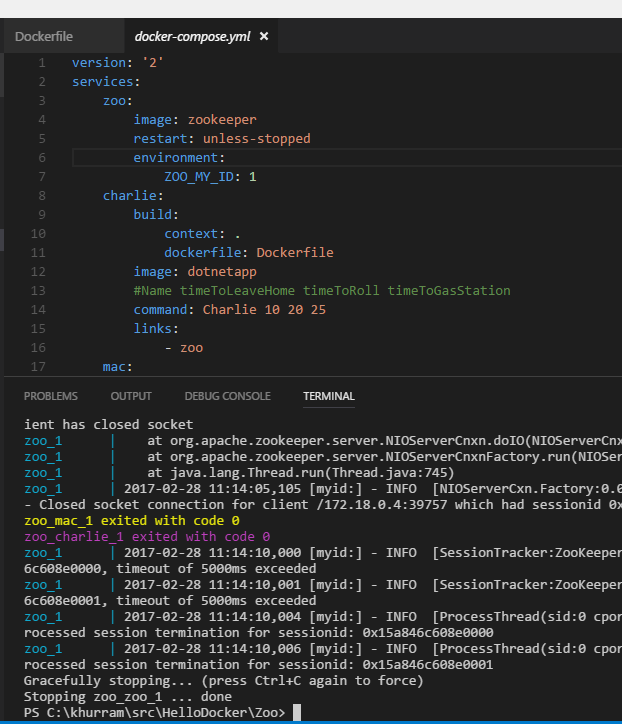 Dockerfile docker-compose.yml ×
1 version: '2'
2 services:
3 zoo:
4 image: zookeeper
5 restart: unless-stopped
6 environment:
7 ZOO_MY_ID: 1
8 charlie:
9 build:
10 context: .
11 dockerfile: Dockerfile
12 image: dotnetapp
13 #Name timeToLeaveHome timeToRoll timeToGasStation
14 command: Charlie 10 20 25
15 links:
16 - zoo
17 mac:
PROBLEMS OUTPUT DEBUG CONSOLE TERMINAL
ient has closed socket
zoo_1 | at org.apache.zookeeper.server.NIOServerCnxn.doIO(NIOServerCnx
zoo_1 | at org.apache.zookeeper.server.NIOServerCnxnFactory.run(NIOSer
zoo_1 | at java.lang.Thread.run(Thread.java:745)
zoo_1 | 2017-02-28 11:14:05,105 [myid:] - INFO [NIOServerCxn.Factory:0.0
- Closed socket connection for client /172.18.0.4:39757 which had sessionid 0x
zoo_mac_1 exited with code 0
zoo_charlie_1 exited with code 0
zoo_1 | 2017-02-28 11:14:10,000 [myid:] - INFO [SessionTracker:ZooKeeper
6c608e0000, timeout of 5000ms exceeded
zoo_1 | 2017-02-28 11:14:10,001 [myid:] - INFO [SessionTracker:ZooKeeper
6c608e0001, timeout of 5000ms exceeded
zoo_1 | 2017-02-28 11:14:10,004 [myid:] - INFO [ProcessThread(sid:0 cpor
rocessed session termination for sessionid: 0x15a846c608e0000
zoo_1 | 2017-02-28 11:14:10,006 [myid:] - INFO [ProcessThread(sid:0 cpor
rocessed session termination for sessionid: 0x15a846c608e0001
Gracefully stopping... (press Ctrl+C again to force)
Stopping zoo_zoo_1 ... done
PS C:\khurram\src\HelloDocker\Zoo>